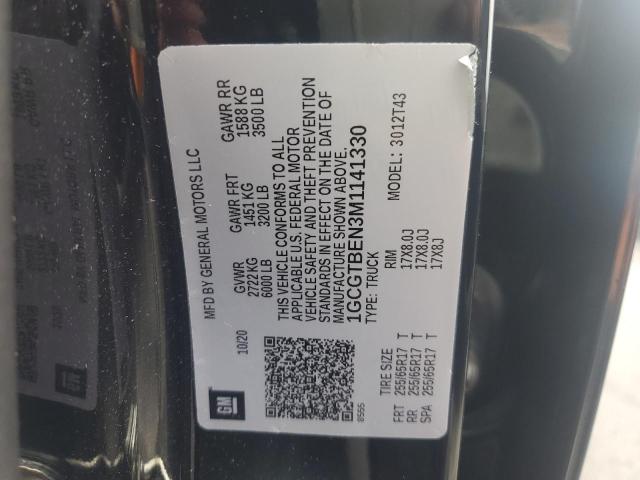 GM
10/20
MFD BY GENERAL MOTORS LLC
GVWR GAWR FRT GAWR RR
2722 KG 1451 KG 1588 KG
6000 LB 3200 LB 3500 LB
THIS VEHICLE CONFORMS TO ALL
APPLICABLE U.S. FEDERAL MOTOR
VEHICLE SAFETY AND THEFT PREVENTION
STANDARDS IN EFFECT ON THE DATE OF
MANUFACTURE SHOWN ABOVE.
1GCGTBEN3M1141330
TYPE: TRUCK MODEL: 3012T43
8565
TIRE SIZE RIM
FRT 255/65R17 T 17X8.0J
RR 255/65R17 T 17X8.0J
SPA 255/65R17 T 17X8J